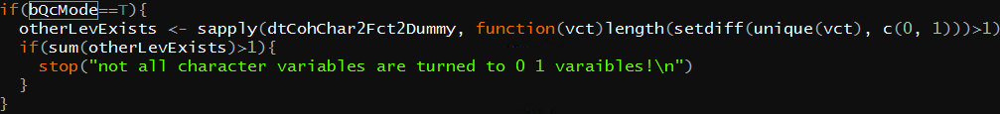 if(bQcMode==T){
  otherLevExists <- sapply(dtCohChar2Fct2Dummy, function(vct)length(setdiff(unique(vct), c(0, 1)))>1)
  if(sum(otherLevExists)>1){
    stop("not all character variables are turned to 0 1 varaibles!\n")
  }
}